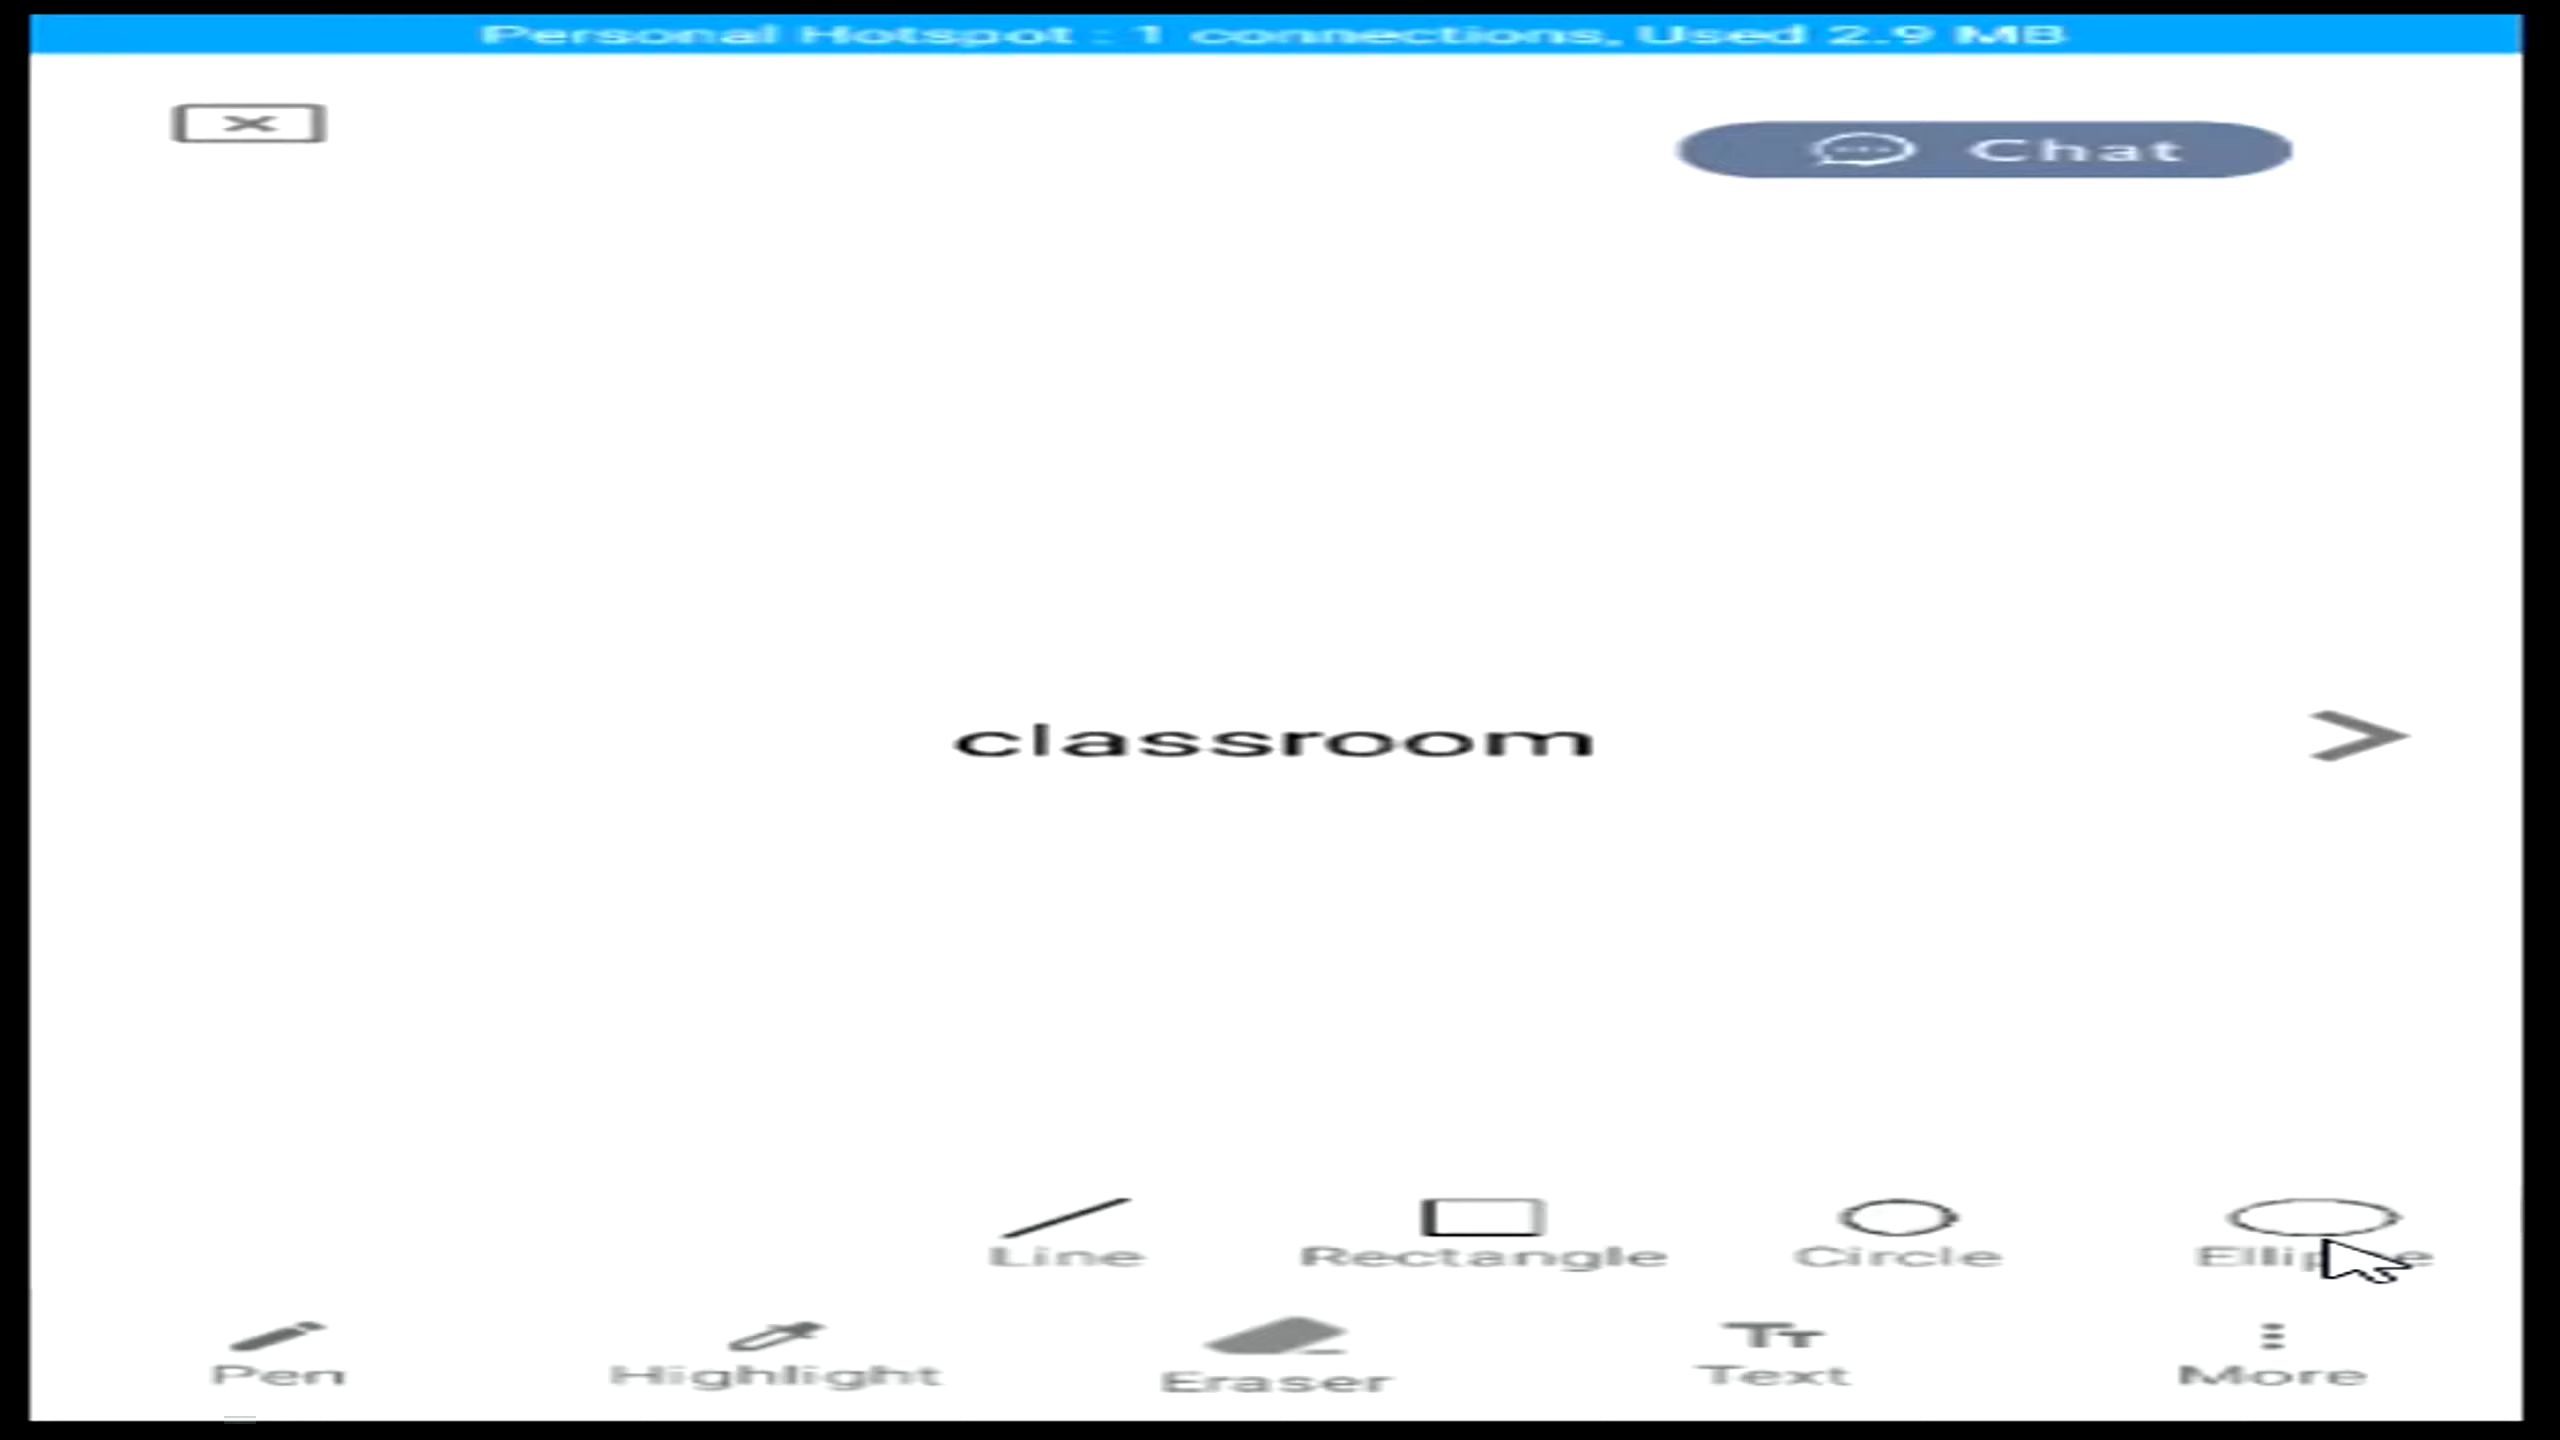 Personal Hotspot : 1 connections, Used 2.9 MB
Chat
classroom
Line Rectangle Circle
Pen Highlight Eraser Text More